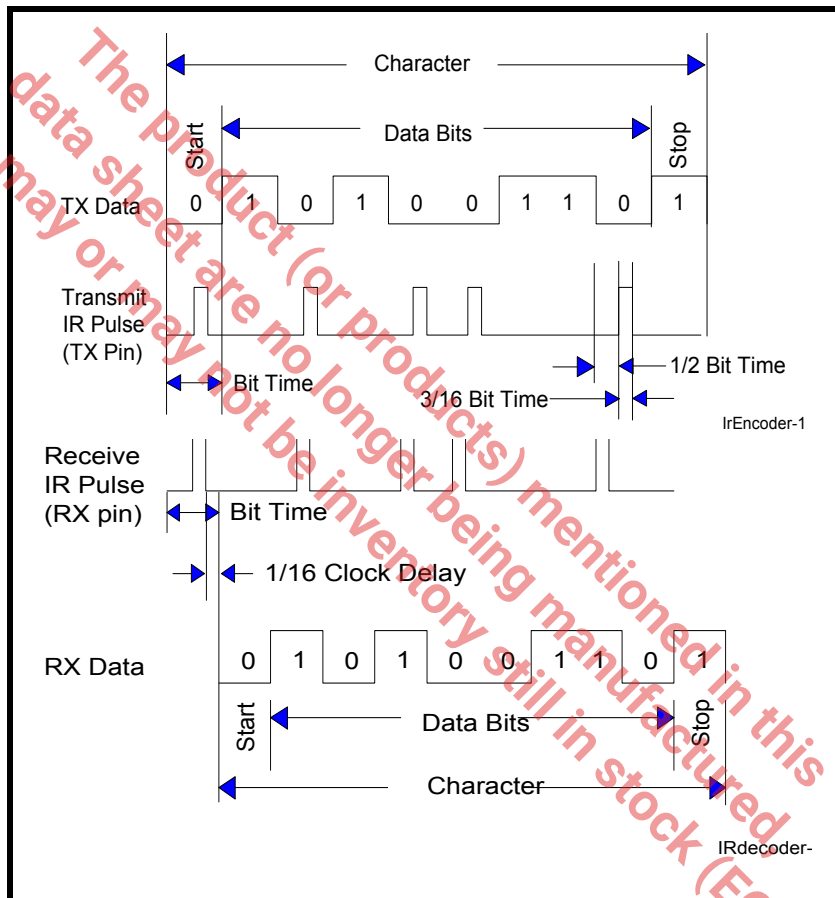 Character
Start
Data Bits
Stop
TX Data
0 1 0 1 0 0 1 1 0 1
Transmit
IR Pulse
(TX Pin)
Bit Time
1/2 Bit Time
3/16 Bit Time
IrEncoder-1
Receive
IR Pulse
(RX pin)
Bit Time
1/16 Clock Delay
RX Data
0 1 0 1 0 0 1 1 0 1
Start
Data Bits
Stop
Character
IRdecoder-
The product (or products) mentioned in this
data sheet are no longer being manufactured,
may or may not be inventory still in stock (EO